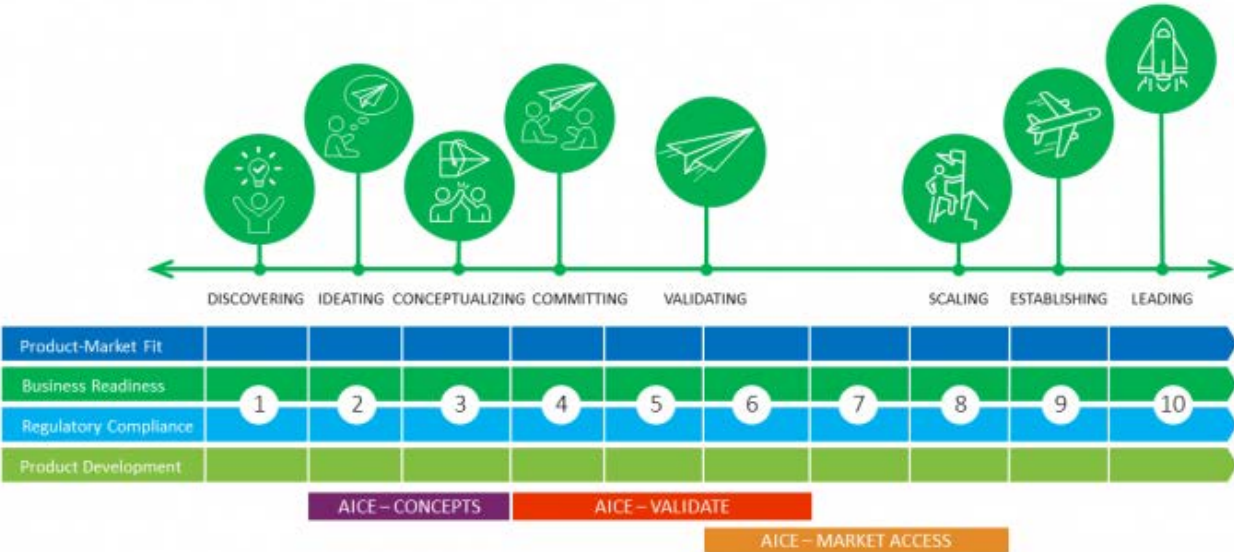 DISCOVERING IDEATING CONCEPTUALIZING COMMITTING VALIDATING SCALING ESTABLISHING LEADING
Product-Market Fit
Business Readiness
1 2 3 4 5 6 7 8 9 10
Regulatory Compliance
Product Development
AICE – CONCEPTS AICE – VALIDATE
AICE – MARKET ACCESS